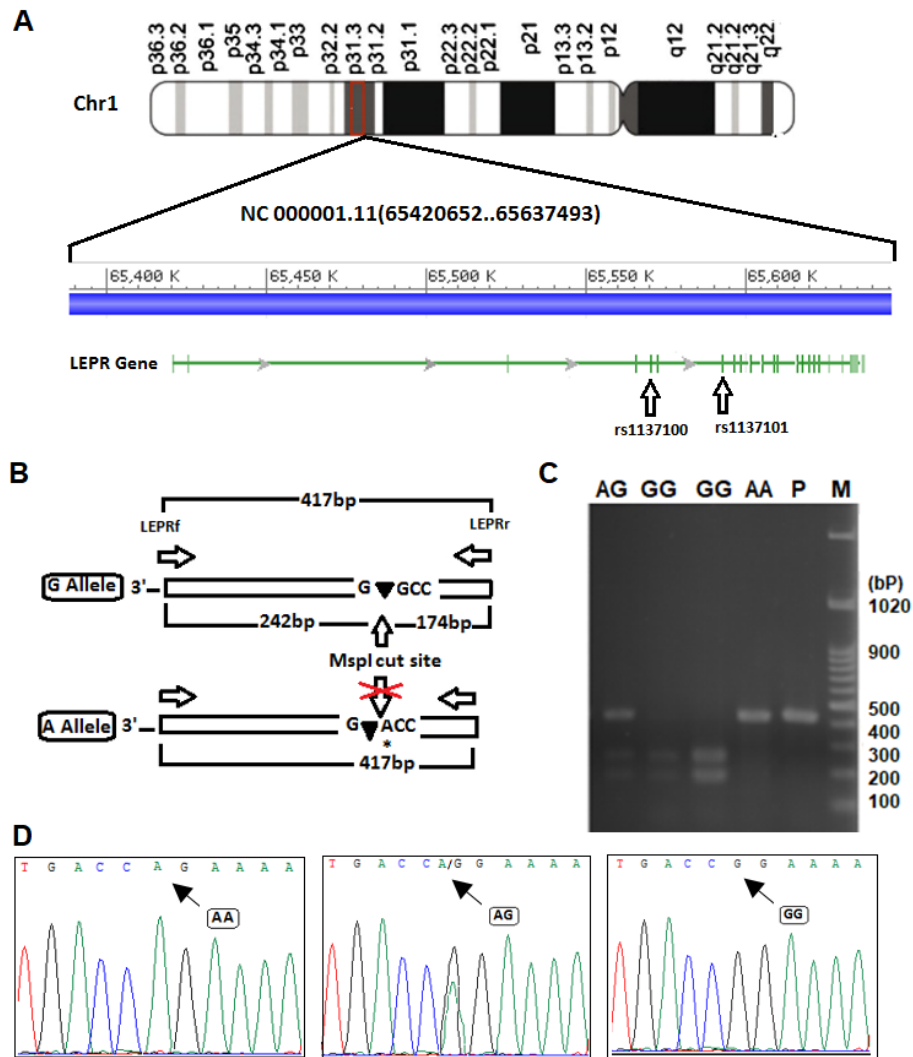 A
p36.3 p36.2 p36.1 p35 p34.3 p34.1 p33 p32.2 p31.3 p31.2 p31.1 p22.3 p22.2 p22.1 p21 p13.3 p13.2 p12 q12 q21.2 q21.2 q21.3 q22
Chr1
NC 000001.11(65420652..65637493)
65,400 K 65,450 K 65,500 K 65,550 K 65,600 K
LEPR Gene
rs1137100 rs1137101
B
417bp
LEPRf LEPRr
G Allele 3' G GCC
242bp 174bp
MspI cut site
A Allele 3' G ACC
*
417bp
C
AG GG GG AA P M
(bP)
1020
900
500
400
300
200
100
D
T G A C C A G A A A A
AA
T G A C C A/G G A A A A
AG
T G A C C G G A A A A
GG